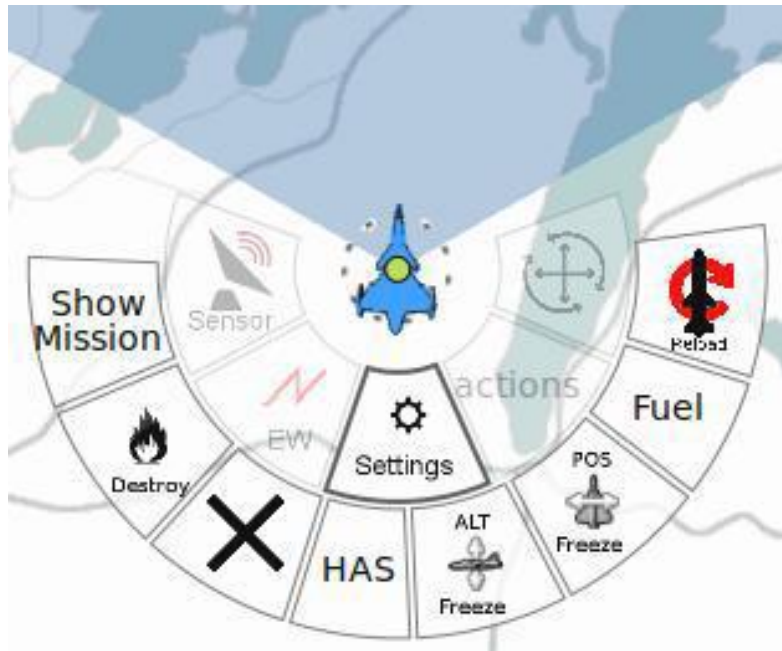 Sensor
Show
Mission
Reload
actions
EW
Fuel
Settings
Destroy
POS
Freeze
ALT
HAS
Freeze